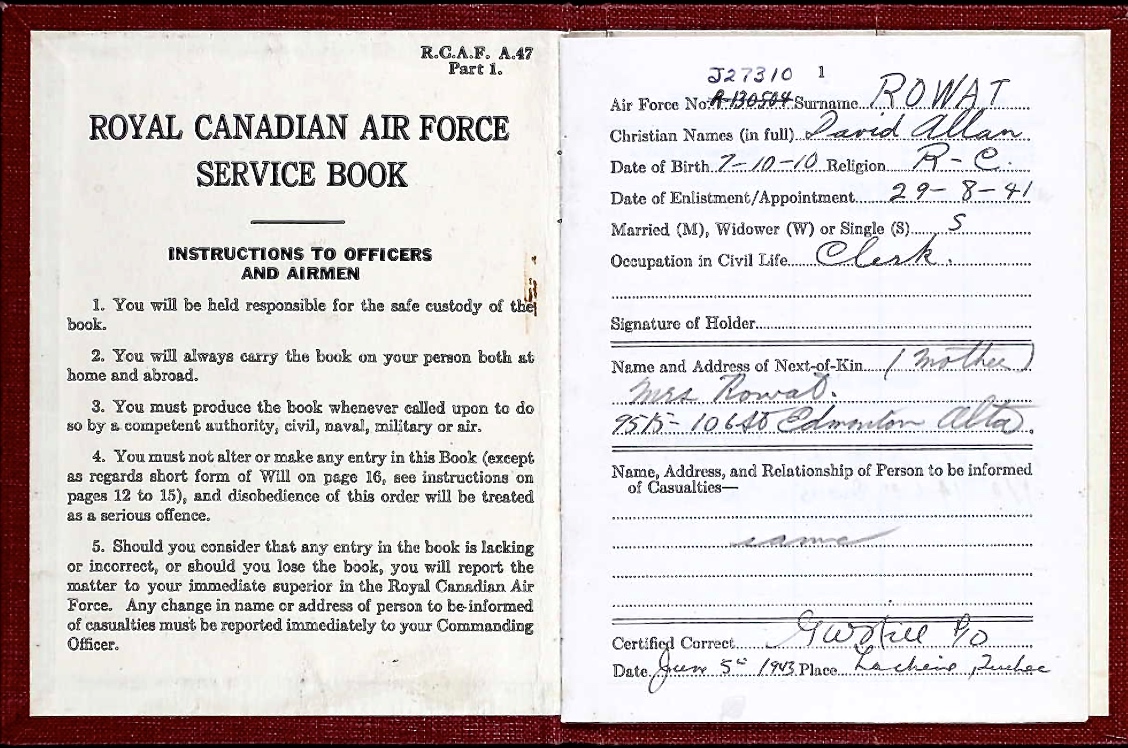 R.C.A.F. A.47
Part 1.
ROYAL CANADIAN AIR FORCE
SERVICE BOOK
INSTRUCTIONS TO OFFICERS
AND AIRMEN
1. You will be held responsible for the safe custody of the
book.
2. You will always carry the book on your person both at
home and abroad.
3. You must produce the book whenever called upon to do
so by a competent authority, civil, naval, military or air.
4. You must not alter or make any entry in this Book (except
as regards short form of Will on page 16, see instructions on
pages 12 to 15), and disobedience of this order will be treated
as a serious offence.
5. Should you consider that any entry in the book is lacking
or incorrect, or should you lose the book, you will report the
matter to your immediate superior in the Royal Canadian Air
Force. Any change in name or address of person to be informed
of casualties must be reported immediately to your Commanding
Officer.
J27310 1
Air Force No. R-130504 Surname ROWAT
Christian Names (in full) David Allan
Date of Birth 7-10-10 Religion R-C.
Date of Enlistment/Appointment 29-8-41
Married (M), Widower (W) or Single (S) S
Occupation in Civil Life Clerk.
Signature of Holder
Name and Address of Next-of-Kin (Mother)
Mrs Rowat.
9515-106 St Edmonton Alta.
Name, Address, and Relationship of Person to be informed
of Casualties—
same
Certified Correct
Date June 5th 1943 Place Lachine, Quebec